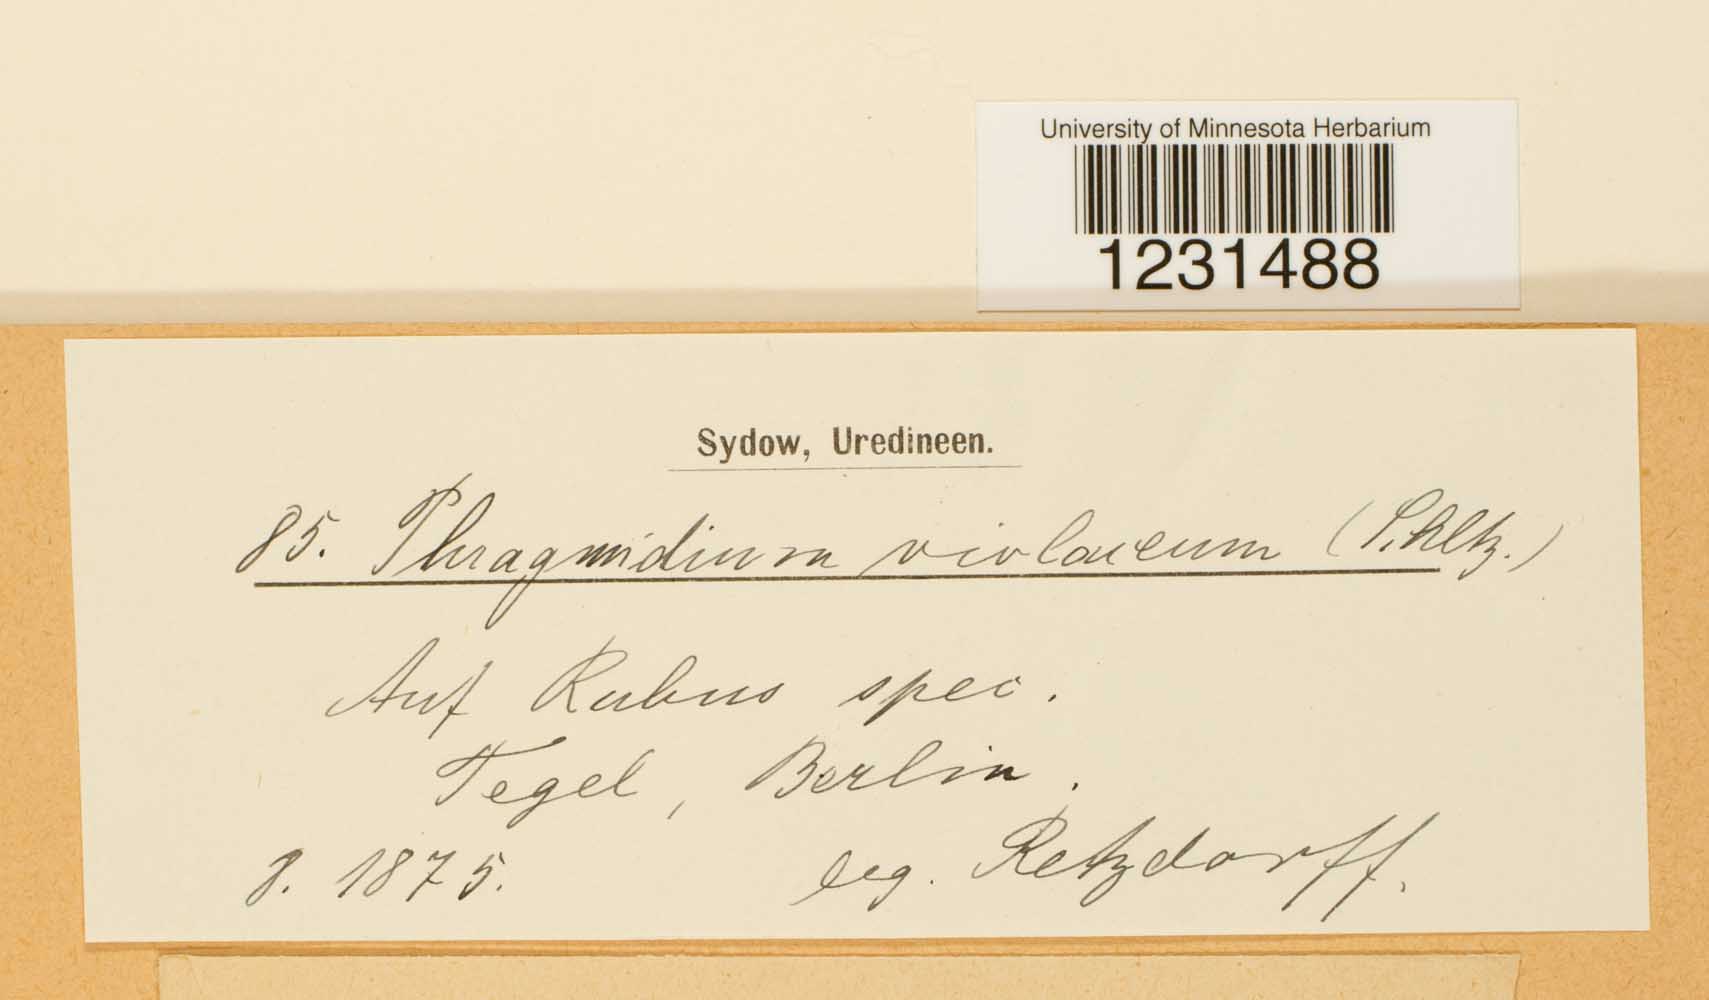 University of Minnesota Herbarium
1231488
Sydow, Uredineen.
85. Phragmidium violaceum (Schltz.)
Auf Rubus spec.
Tegel, Berlin.
8. 1875. leg. Retzdorff.